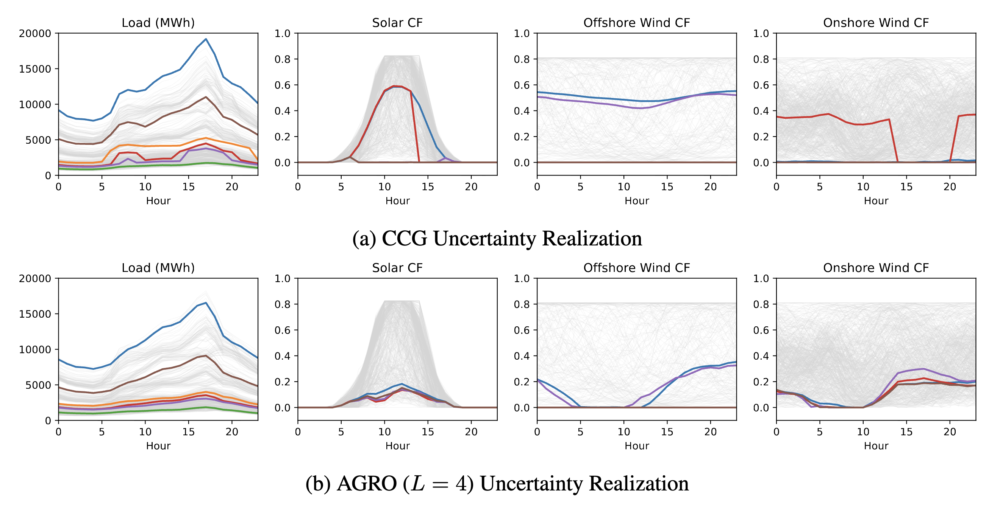 Load (MWh) Solar CF Offshore Wind CF Onshore Wind CF
20000 1.0 1.0 1.0
15000 0.8 0.8 0.8
10000 0.6 0.6 0.6
5000 0.4 0.4 0.4
0 0.2 0.2 0.2
0.0 0.0 0.0
0 5 10 15 20 0 5 10 15 20 0 5 10 15 20 0 5 10 15 20
Hour Hour Hour Hour
(a) CCG Uncertainty Realization
Load (MWh) Solar CF Offshore Wind CF Onshore Wind CF
20000 1.0 1.0 1.0
15000 0.8 0.8 0.8
10000 0.6 0.6 0.6
5000 0.4 0.4 0.4
0 0.2 0.2 0.2
0.0 0.0 0.0
0 5 10 15 20 0 5 10 15 20 0 5 10 15 20 0 5 10 15 20
Hour Hour Hour Hour
(b) AGRO (L = 4) Uncertainty Realization